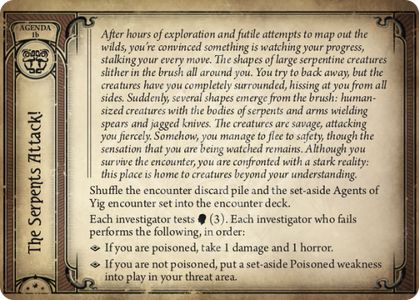 AGENDA
1b
The Serpents Attack!
After hours of exploration and futile attempts to map out the
wilds, you're convinced something is watching your progress,
stalking your every move. The shapes of large serpentine creatures
slither in the brush all around you. You try to back away, but the
creatures have you completely surrounded, hissing at you from all
sides. Suddenly, several shapes emerge from the brush: human-
sized creatures with the bodies of serpents and arms wielding
spears and jagged knives. The creatures are savage, attacking
you fiercely. Somehow, you manage to flee to safety, though the
sensation that you are being watched remains. Although you
survive the encounter, you are confronted with a stark reality:
this place is home to creatures beyond your understanding.
Shuffle the encounter discard pile and the set-aside Agents of
Yig encounter set into the encounter deck.
Each investigator tests (3). Each investigator who fails
performs the following, in order:
If you are poisoned, take 1 damage and 1 horror.
If you are not poisoned, put a set-aside Poisoned weakness
into play in your threat area.